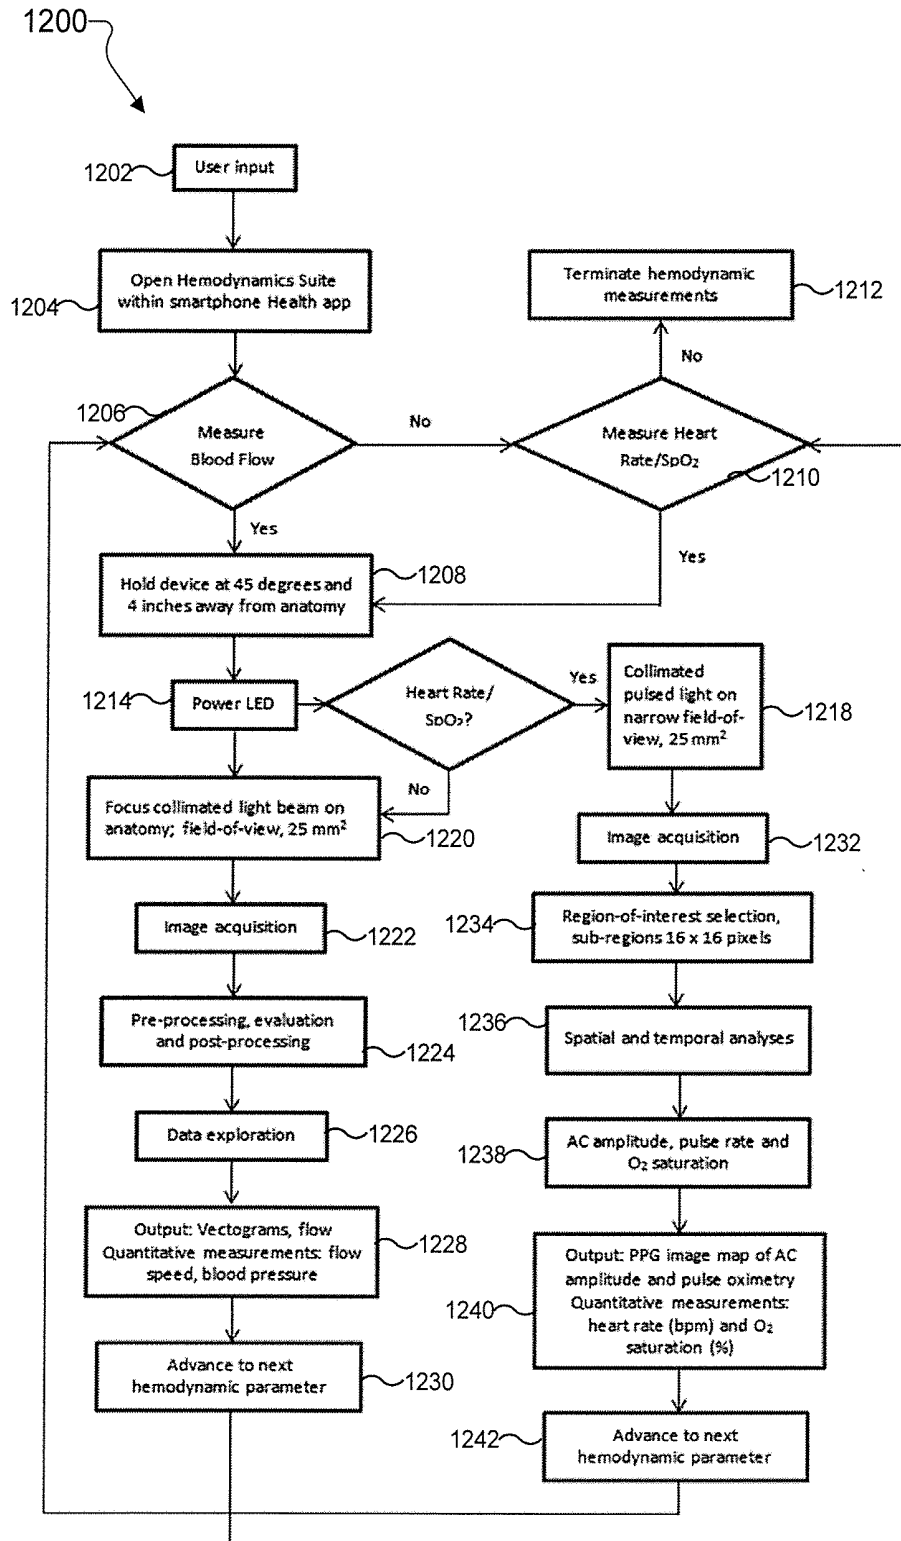 1200
User input
1202
Open Hemodynamics Suite
within smartphone Health app
1204
Terminate hemodynamic
measurements
1212
No
1206
Measure
Blood Flow
No
Measure Heart
Rate/SpO₂
1210
Yes
Yes
Hold device at 45 degrees and
4 inches away from anatomy
1208
1214
Power LED
Heart Rate/
SpO₂?
Yes
No
Collimated
pulsed light on
narrow field-of-
view, 25 mm²
1218
Focus collimated light beam on
anatomy; field-of-view, 25 mm²
1220
Image acquisition
1232
Image acquisition
1222
1234
Region-of-interest selection,
sub-regions 16 x 16 pixels
Pre-processing, evaluation
and post-processing
1224
1236
Spatial and temporal analyses
Data exploration
1226
1238
AC amplitude, pulse rate and
O₂ saturation
Output: Vectograms, flow
Quantitative measurements: flow
speed, blood pressure
1228
1240
Output: PPG image map of AC
amplitude and pulse oximetry
Quantitative measurements:
heart rate (bpm) and O₂
saturation (%)
Advance to next
hemodynamic parameter
1230
1242
Advance to next
hemodynamic parameter